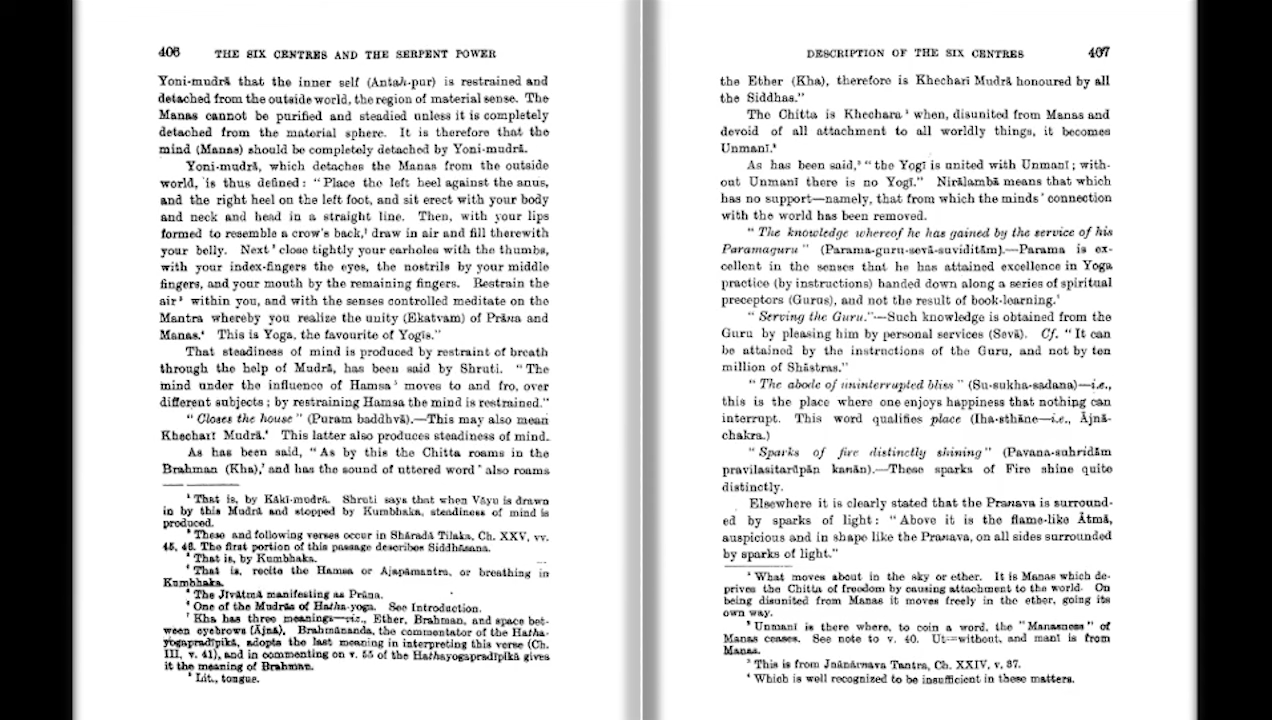 406 THE SIX CENTRES AND THE SERPENT POWER
Yoni-mudrā that the inner self (Antah-pur) is restrained and
detached from the outside world, the region of material sense. The
Manas cannot be purified and steadied unless it is completely
detached from the material sphere. It is therefore that the
mind (Manas) should be completely detached by Yoni-mudrā.
Yoni-mudrā, which detaches the Manas from the outside
world, is thus defined : “Place the left heel against the anus,
and the right heel on the left foot, and sit erect with your body
and neck and head in a straight line. Then, with your lips
formed to resemble a crow's back,¹ draw in air and fill therewith
your belly. Next ² close tightly your earholes with the thumbs,
with your index-fingers the eyes, the nostrils by your middle
fingers, and your mouth by the remaining fingers. Restrain the
air ³ within you, and with the senses controlled meditate on the
Mantra whereby you realize the unity (Ekatvam) of Prāna and
Manas.⁴ This is Yoga, the favourite of Yogīs.”
That steadiness of mind is produced by restraint of breath
through the help of Mudrā, has been said by Shruti. “The
mind under the influence of Hamsa ⁵ moves to and fro, over
different subjects ; by restraining Hamsa the mind is restrained.”
“ Closes the house ” (Puram baddhvā).—This may also mean
Khecharī Mudrā.⁶ This latter also produces steadiness of mind.
As has been said, “As by this the Chitta roams in the
Brahman (Kha),⁷ and has the sound of uttered word ⁸ also roams
¹ That is, by Kākī-mudrā. Shruti says that when Vāyu is drawn
in by this Mudrā and stopped by Kumbhaka, steadiness of mind is
produced.
² These and following verses occur in Shāradā Tilaka, Ch. XXV, vv.
45, 46. The first portion of this passage describes Siddhāsana.
³ That is, by Kumbhaka.
⁴ That is, recite the Hamsa or Ajapāmantra, or breathing in
Kumbhaka.
⁵ The Jīvātmā manifesting as Prāna.
⁶ One of the Mudrās of Hatha-yoga. See Introduction.
⁷ Kha has three meanings—viz., Ether, Brahman, and space bet-
ween eyebrows (Ājnā). Brahmānanda, the commentator of the Hatha-
yogapradīpikā, adopts the last meaning in interpreting this verse (Ch.
III, v. 41), and in commenting on v. 55 of the Hathayogapradīpikā gives
it the meaning of Brahman.
⁸ Lit., tongue.
DESCRIPTION OF THE SIX CENTRES 407
the Ether (Kha), therefore is Khecharī Mudrā honoured by all
the Siddhas.”
The Chitta is Khechara ¹ when, disunited from Manas and
devoid of all attachment to all worldly things, it becomes
Unmanī.²
As has been said,³ “ the Yogī is united with Unmanī ; with-
out Unmanī there is no Yogī.” Nirālambā means that which
has no support—namely, that from which the minds' connection
with the world has been removed.
“ The knowledge whereof he has gained by the service of his
Paramaguru ” (Parama-guru-sevā-suviditām).—Parama is ex-
cellent in the senses that he has attained excellence in Yoga
practice (by instructions) handed down along a series of spiritual
preceptors (Gurus), and not the result of book-learning.⁴
“ Serving the Guru.”—Such knowledge is obtained from the
Guru by pleasing him by personal services (Sevā). Cf. “It can
be attained by the instructions of the Guru, and not by ten
million of Shāstras.”
“ The abode of uninterrupted bliss ” (Su-sukha-sadana)—i.e.,
this is the place where one enjoys happiness that nothing can
interrupt. This word qualifies place (Iha-sthāne—i.e., Ājnā-
chakra.)
“ Sparks of fire distinctly shining ” (Pavana-suhridām
pravilasitarūpān kanān).—These sparks of Fire shine quite
distinctly.
Elsewhere it is clearly stated that the Pranava is surround-
ed by sparks of light : “ Above it is the flame-like Ātmā,
auspicious and in shape like the Pranava, on all sides surrounded
by sparks of light.”
¹ What moves about in the sky or ether. It is Manas which de-
prives the Chitta of freedom by causing attachment to the world. On
being disunited from Manas it moves freely in the ether, going its
own way.
² Unmanī is there where, to coin a word, the “Manasness” of
Manas ceases. See note to v. 40. Ut=without, and manī is from
Manas.
³ This is from Jnānārnava Tantra, Ch. XXIV, v. 37.
⁴ Which is well recognized to be insufficient in these matters.